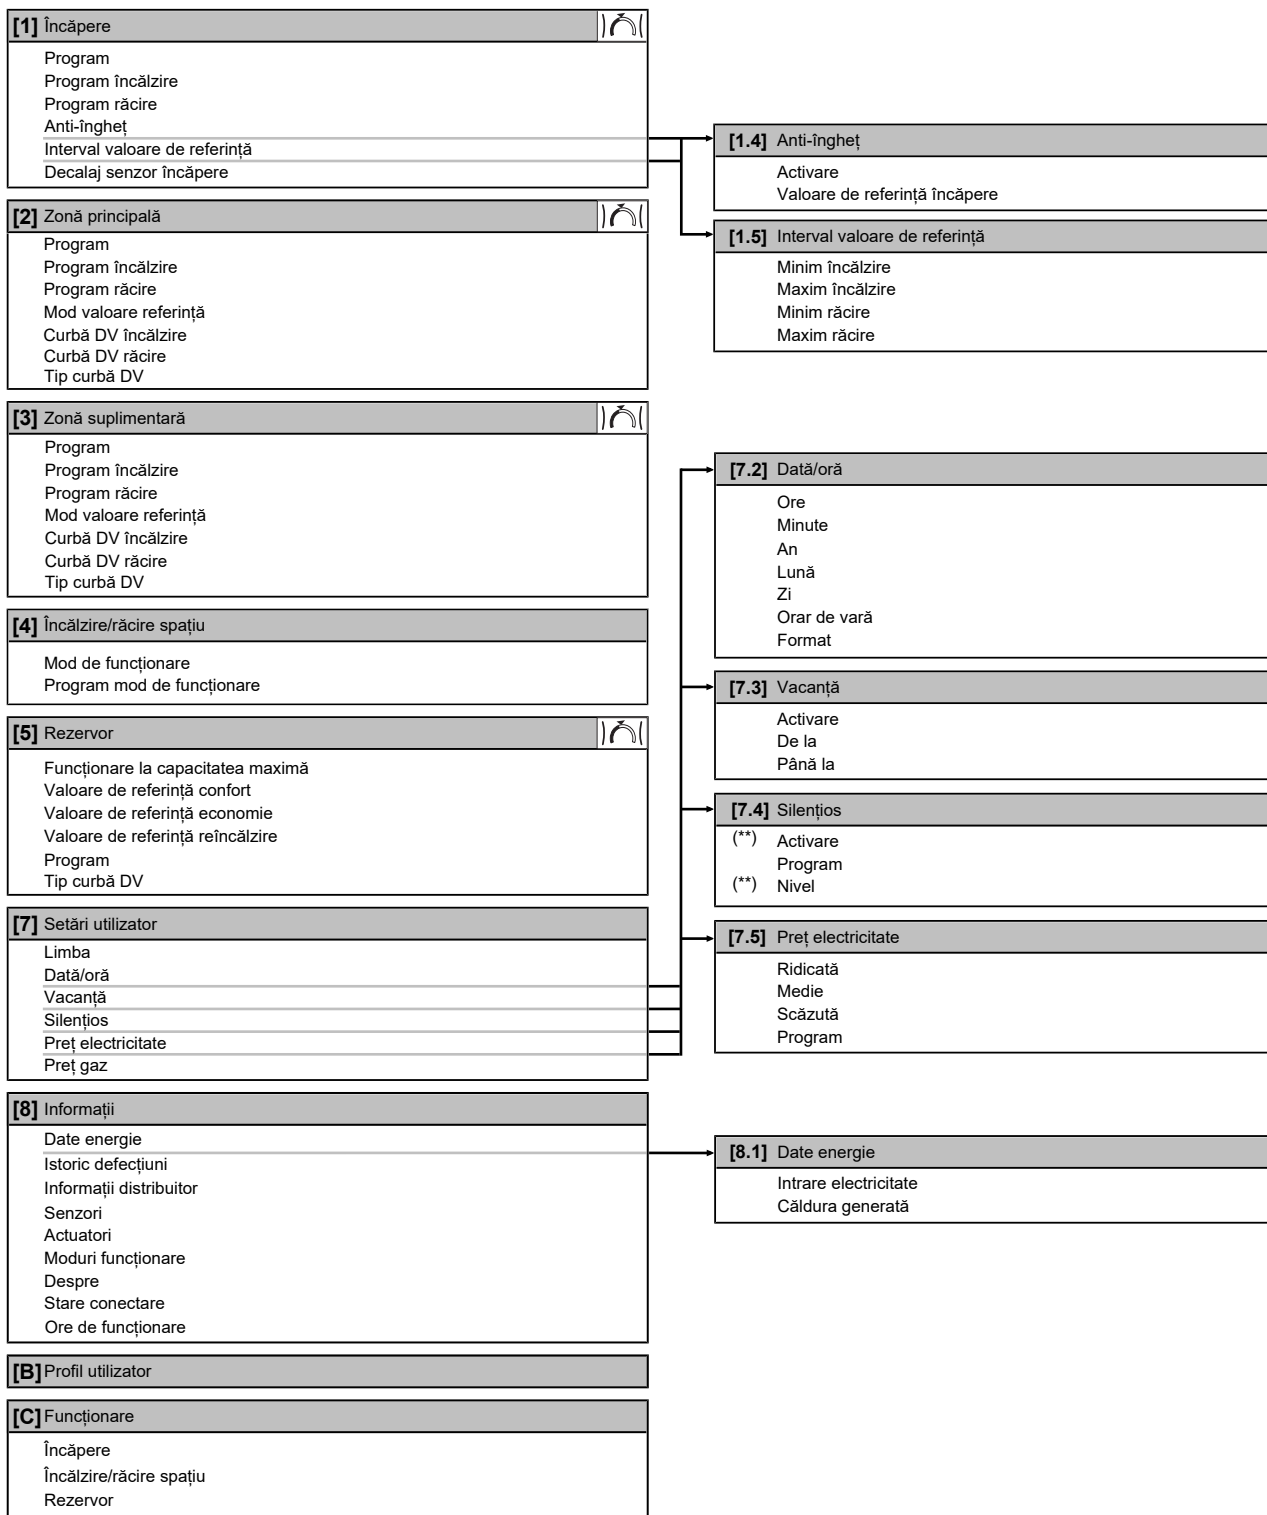 [1] Încăpere
Program
Program încălzire
Program răcire
Anti-îngheț
Interval valoare de referință
Decalaj senzor încăpere
[1.4] Anti-îngheț
Activare
Valoare de referință încăpere
[2] Zonă principală
Program
Program încălzire
Program răcire
Mod valoare referință
Curbă DV încălzire
Curbă DV răcire
Tip curbă DV
[1.5] Interval valoare de referință
Minim încălzire
Maxim încălzire
Minim răcire
Maxim răcire
[3] Zonă suplimentară
Program
Program încălzire
Program răcire
Mod valoare referință
Curbă DV încălzire
Curbă DV răcire
Tip curbă DV
[7.2] Dată/oră
Ore
Minute
An
Lună
Zi
Orar de vară
Format
[4] Încălzire/răcire spațiu
Mod de funcționare
Program mod de funcționare
[7.3] Vacanță
Activare
De la
Până la
[5] Rezervor
Funcționare la capacitatea maximă
Valoare de referință confort
Valoare de referință economie
Valoare de referință reîncălzire
Program
Tip curbă DV
[7.4] Silențios
(**) Activare
Program
(**) Nivel
[7] Setări utilizator
Limba
Dată/oră
Vacanță
Silențios
Preț electricitate
Preț gaz
[7.5] Preț electricitate
Ridicată
Medie
Scăzută
Program
[8] Informații
Date energie
Istoric defecțiuni
Informații distribuitor
Senzori
Actuatori
Moduri funcționare
Despre
Stare conectare
Ore de funcționare
[8.1] Date energie
Intrare electricitate
Căldura generată
[B] Profil utilizator
[C] Funcționare
Încăpere
Încălzire/răcire spațiu
Rezervor